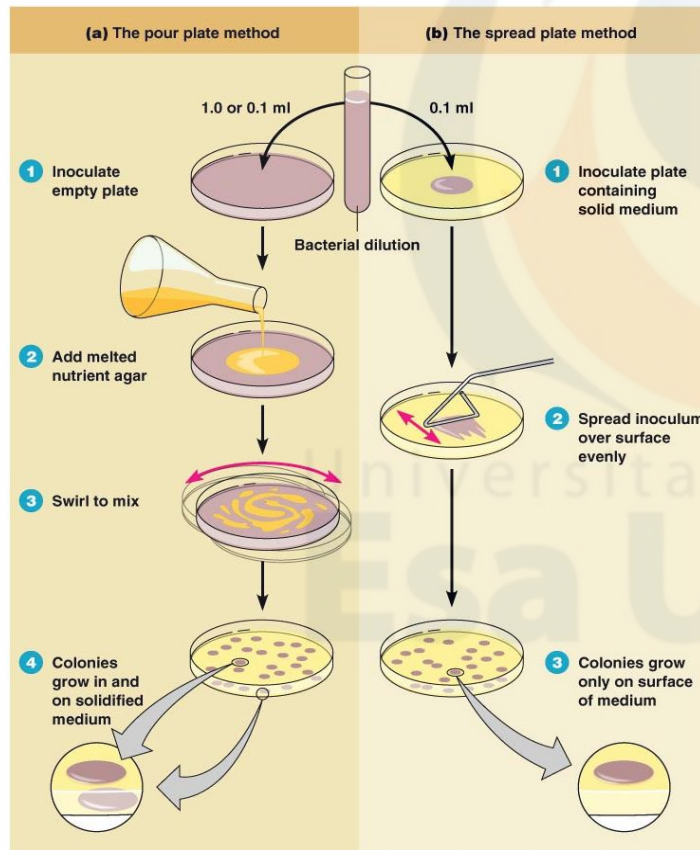 (a) The pour plate method
(b) The spread plate method
1.0 or 0.1 ml
0.1 ml
1 Inoculate
empty plate
1 Inoculate plate
containing
solid medium
Bacterial dilution
2 Add melted
nutrient agar
2 Spread inoculum
over surface
evenly
3 Swirl to mix
4 Colonies
grow in and
on solidified
medium
3 Colonies grow
only on surface
of medium
Universita
Esa U